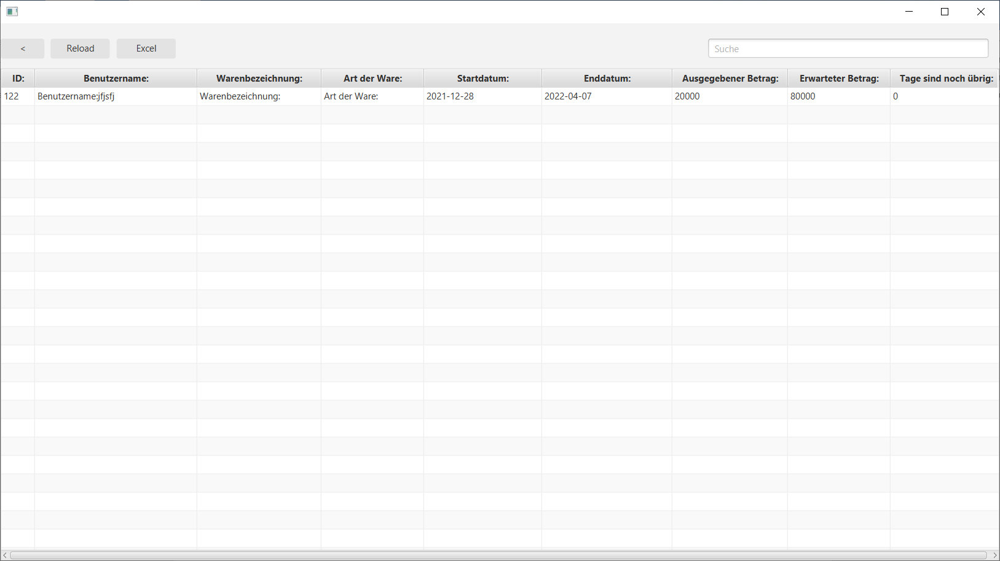 < Reload Excel Suche
ID: Benutzername: Warenbezeichnung: Art der Ware: Startdatum: Enddatum: Ausgegebener Betrag: Erwarteter Betrag: Tage sind noch übrig:
122 Benutzername:jfjsfj Warenbezeichnung: Art der Ware: 2021-12-28 2022-04-07 20000 80000 0